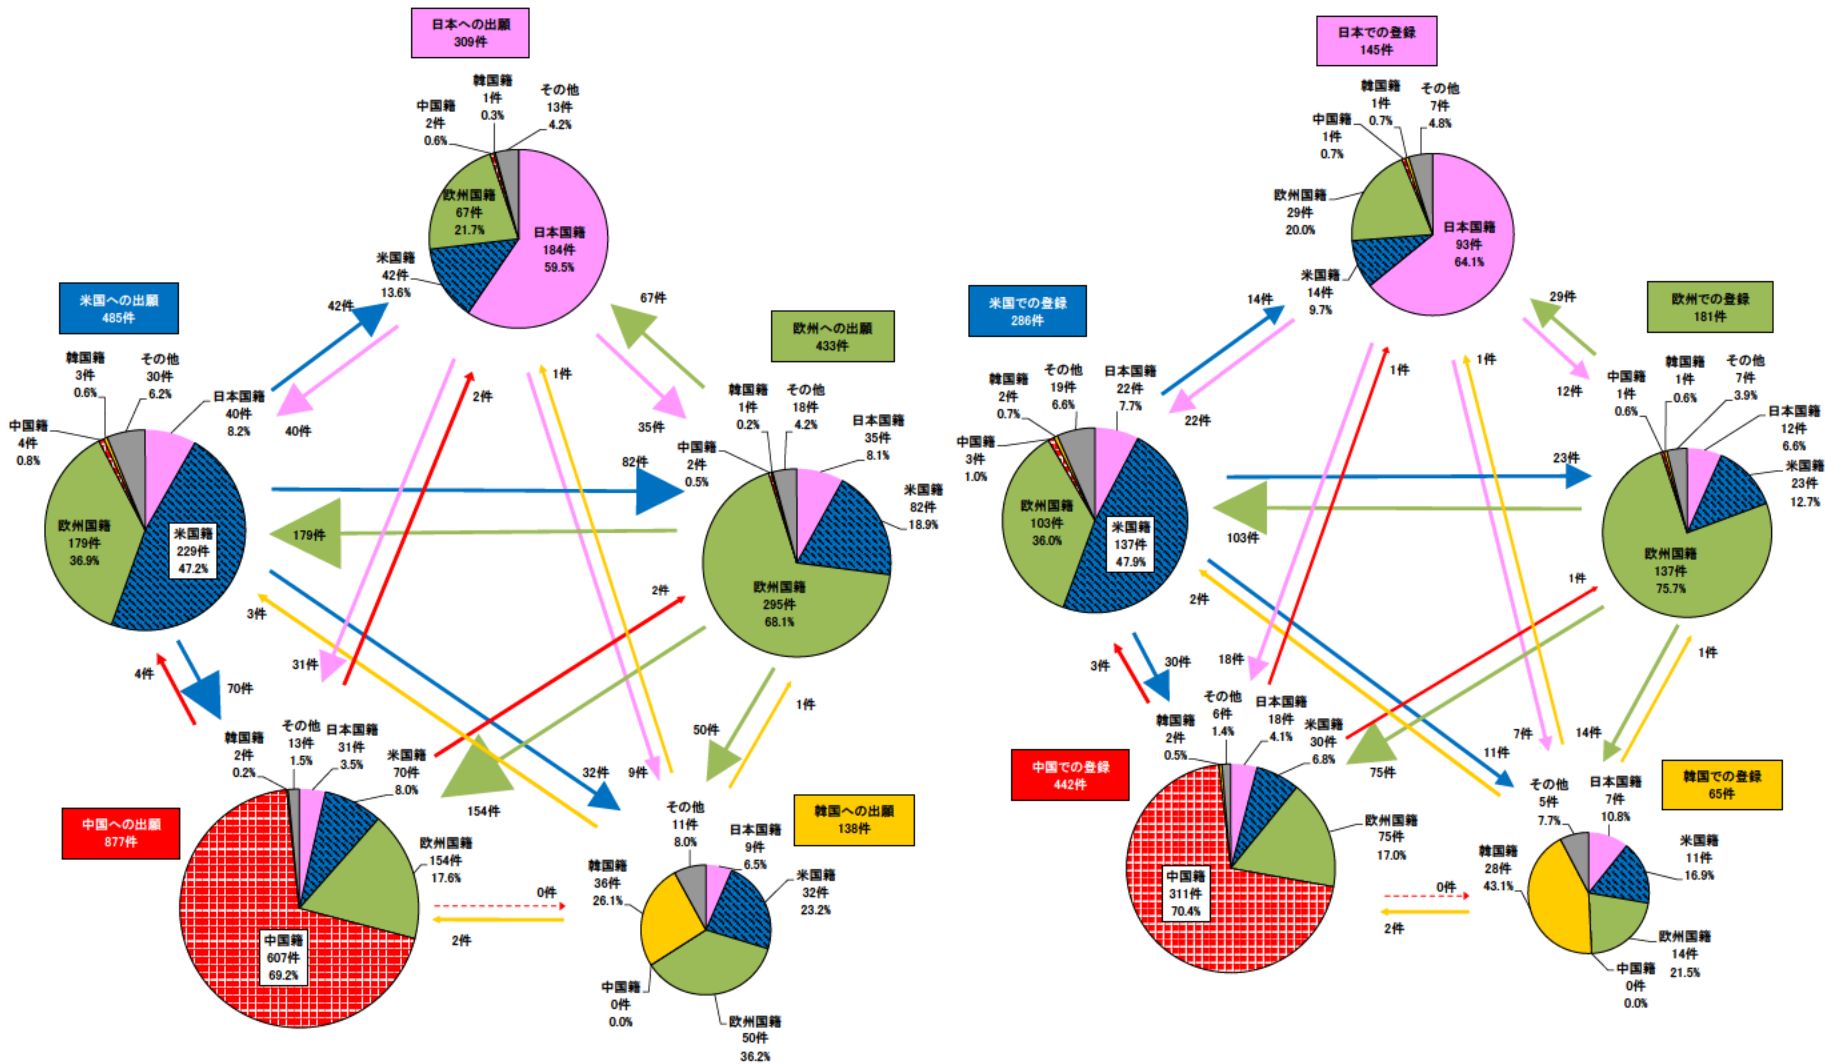 日本への出願
309件
韓国籍
1件
0.3%
その他
13件
4.2%
中国籍
2件
0.6%
欧州国籍
67件
21.7%
日本国籍
184件
59.5%
米国籍
42件
13.6%
米国への出願
485件
42件
67件
欧州への出願
433件
韓国籍
3件
0.6%
その他
30件
6.2%
日本国籍
40件
8.2%
中国籍
4件
0.8%
欧州国籍
179件
36.9%
米国籍
229件
47.2%
40件
2件
1件
35件
韓国籍
1件
0.2%
その他
18件
4.2%
日本国籍
35件
8.1%
中国籍
2件
0.5%
米国籍
82件
18.9%
欧州国籍
295件
68.1%
82件
179件
2件
3件
31件
4件
70件
50件
1件
32件
9件
154件
中国への出願
877件
韓国籍
2件
0.2%
その他
13件
1.5%
日本国籍
31件
3.5%
米国籍
70件
8.0%
欧州国籍
154件
17.6%
中国籍
607件
69.2%
0件
2件
韓国への出願
138件
その他
11件
8.0%
日本国籍
9件
6.5%
韓国籍
36件
26.1%
米国籍
32件
23.2%
中国籍
0件
0.0%
欧州国籍
50件
36.2%
日本での登録
145件
韓国籍
1件
0.7%
その他
7件
4.8%
中国籍
1件
0.7%
欧州国籍
29件
20.0%
日本国籍
93件
64.1%
米国籍
14件
9.7%
米国での登録
286件
14件
29件
欧州での登録
181件
韓国籍
2件
0.7%
その他
19件
6.6%
日本国籍
22件
7.7%
中国籍
3件
1.0%
欧州国籍
103件
36.0%
米国籍
137件
47.9%
22件
1件
1件
12件
中国籍
1件
0.6%
韓国籍
1件
0.6%
その他
7件
3.9%
日本国籍
12件
6.6%
米国籍
23件
12.7%
欧州国籍
137件
75.7%
23件
103件
1件
2件
3件
30件
18件
1件
7件
14件
11件
75件
中国での登録
442件
韓国籍
2件
0.5%
その他
6件
1.4%
日本国籍
18件
4.1%
米国籍
30件
6.8%
欧州国籍
75件
17.0%
中国籍
311件
70.4%
0件
2件
韓国での登録
65件
その他
5件
7.7%
日本国籍
7件
10.8%
韓国籍
28件
43.1%
米国籍
11件
16.9%
欧州国籍
14件
21.5%
中国籍
0件
0.0%